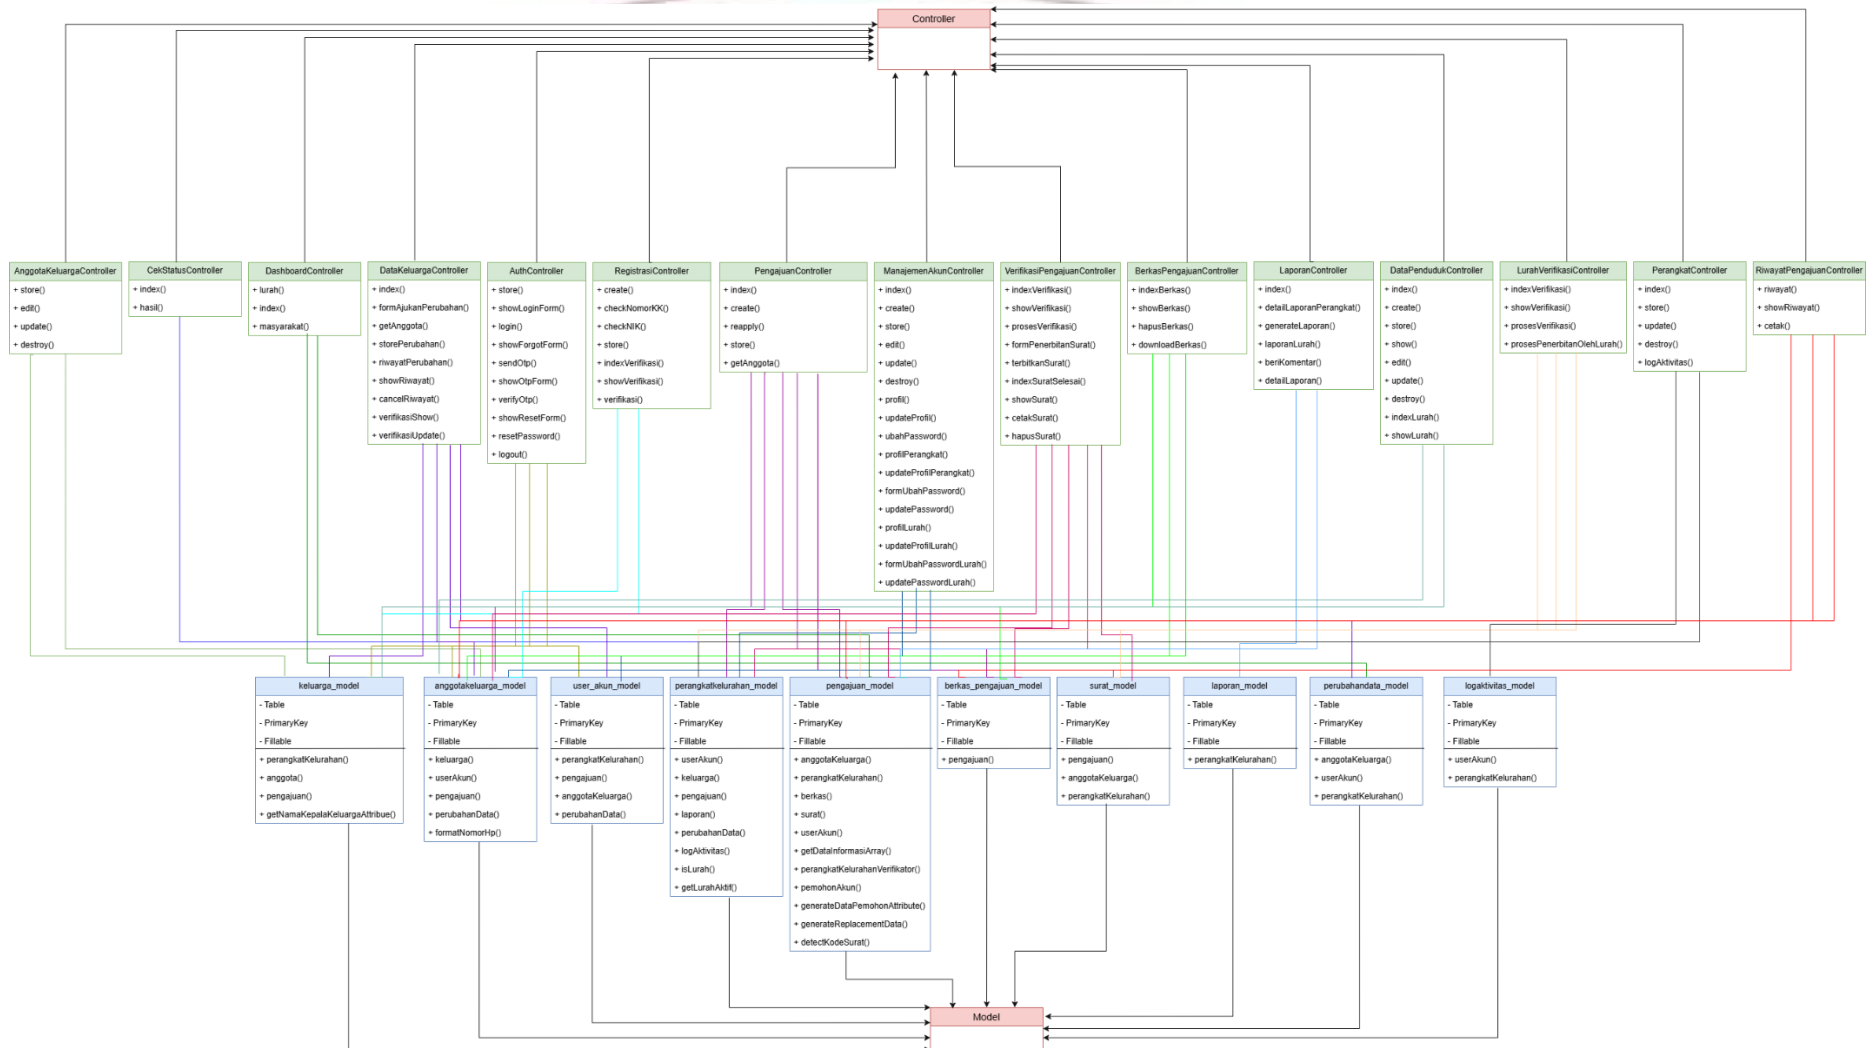 Controller
AnggotaKeluargaController
+ store()
+ edit()
+ update()
+ destroy()
CekStatusController
+ index()
+ hasil()
DashboardController
+ lurah()
+ index()
+ masyarakat()
DataKeluargaController
+ index()
+ formAjukanPerubahan()
+ getAnggota()
+ storePerubahan()
+ riwayatPerubahan()
+ showRiwayat()
+ cancelRiwayat()
+ verifikasiShow()
+ verifikasiUpdate()
AuthController
+ store()
+ showLoginForm()
+ login()
+ showForgotForm()
+ sendOtp()
+ showOtpForm()
+ verifyOtp()
+ showResetForm()
+ resetPassword()
+ logout()
RegistrasiController
+ create()
+ checkNomorKK()
+ checkNIK()
+ store()
+ indexVerifikasi()
+ showVerifikasi()
+ verifikasi()
PengajuanController
+ index()
+ create()
+ reapply()
+ store()
+ getAnggota()
ManajemenAkunController
+ index()
+ create()
+ store()
+ edit()
+ update()
+ destroy()
+ profil()
+ updateProfil()
+ ubahPassword()
+ profilPerangkat()
+ updateProfilPerangkat()
+ formUbahPassword()
+ updatePassword()
+ profilLurah()
+ updateProfilLurah()
+ formUbahPasswordLurah()
+ updatePasswordLurah()
VerifikasiPengajuanController
+ indexVerifikasi()
+ showVerifikasi()
+ prosesVerifikasi()
+ formPenerbitanSurat()
+ terbitkanSurat()
+ indexSuratSelesai()
+ showSurat()
+ cetakSurat()
+ hapusSurat()
BerkasPengajuanController
+ indexBerkas()
+ showBerkas()
+ hapusBerkas()
+ downloadBerkas()
LaporanController
+ index()
+ detailLaporanPerangkat()
+ generateLaporan()
+ laporanLurah()
+ beriKomentar()
+ detailLaporan()
DataPendudukController
+ index()
+ create()
+ store()
+ show()
+ edit()
+ update()
+ destroy()
+ indexLurah()
+ showLurah()
LurahVerifikasiController
+ indexVerifikasi()
+ showVerifikasi()
+ prosesVerifikasi()
+ prosesPenerbitanOlehLurah()
PerangkatController
+ index()
+ store()
+ update()
+ destroy()
+ logAktivitas()
RiwayatPengajuanController
+ riwayat()
+ showRiwayat()
+ cetak()
keluarga_model
- Table
- PrimaryKey
- Fillable
+ perangkatKelurahan()
+ anggota()
+ pengajuan()
+ getNamaKepalaKeluargaAttribue()
anggotakeluarga_model
- Table
- PrimaryKey
- Fillable
+ keluarga()
+ userAkun()
+ pengajuan()
+ perubahanData()
+ formatNomorHp()
user_akun_model
- Table
- PrimaryKey
- Fillable
+ perangkatKelurahan()
+ pengajuan()
+ anggotaKeluarga()
+ perubahanData()
perangkatkelurahan_model
- Table
- PrimaryKey
- Fillable
+ userAkun()
+ keluarga()
+ pengajuan()
+ laporan()
+ perubahanData()
+ logAktivitas()
+ isLurah()
+ getLurahAktif()
pengajuan_model
- Table
- PrimaryKey
- Fillable
+ anggotaKeluarga()
+ perangkatKelurahan()
+ berkas()
+ surat()
+ userAkun()
+ getDataInformasiArray()
+ perangkatKelurahanVerifikator()
+ pemohonAkun()
+ generateDataPemohonAttribute()
+ generateReplacementData()
+ detectKodeSurat()
berkas_pengajuan_model
- Table
- PrimaryKey
- Fillable
+ pengajuan()
surat_model
- Table
- PrimaryKey
- Fillable
+ pengajuan()
+ anggotaKeluarga()
+ perangkatKelurahan()
laporan_model
- Table
- PrimaryKey
- Fillable
+ perangkatKelurahan()
perubahandata_model
- Table
- PrimaryKey
- Fillable
+ anggotaKeluarga()
+ userAkun()
+ perangkatKelurahan()
logaktivitas_model
- Table
- PrimaryKey
- Fillable
+ userAkun()
+ perangkatKelurahan()
Model